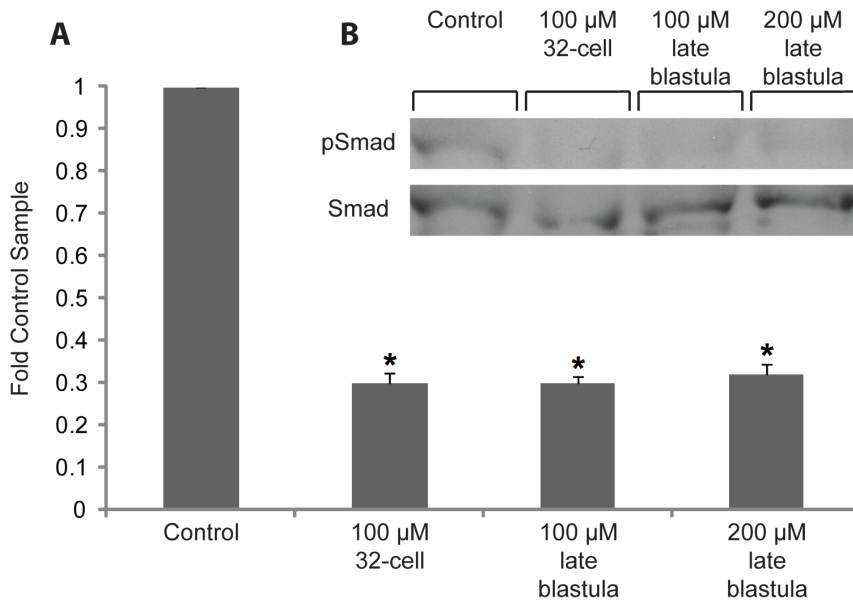 A
B
Control
100 µM
32-cell
100 µM
late
blastula
200 µM
late
blastula
pSmad
Smad
Fold Control Sample
1
0.9
0.8
0.7
0.6
0.5
0.4
0.3
0.2
0.1
0
*
*
*
Control
100 µM
32-cell
100 µM
late
blastula
200 µM
late
blastula